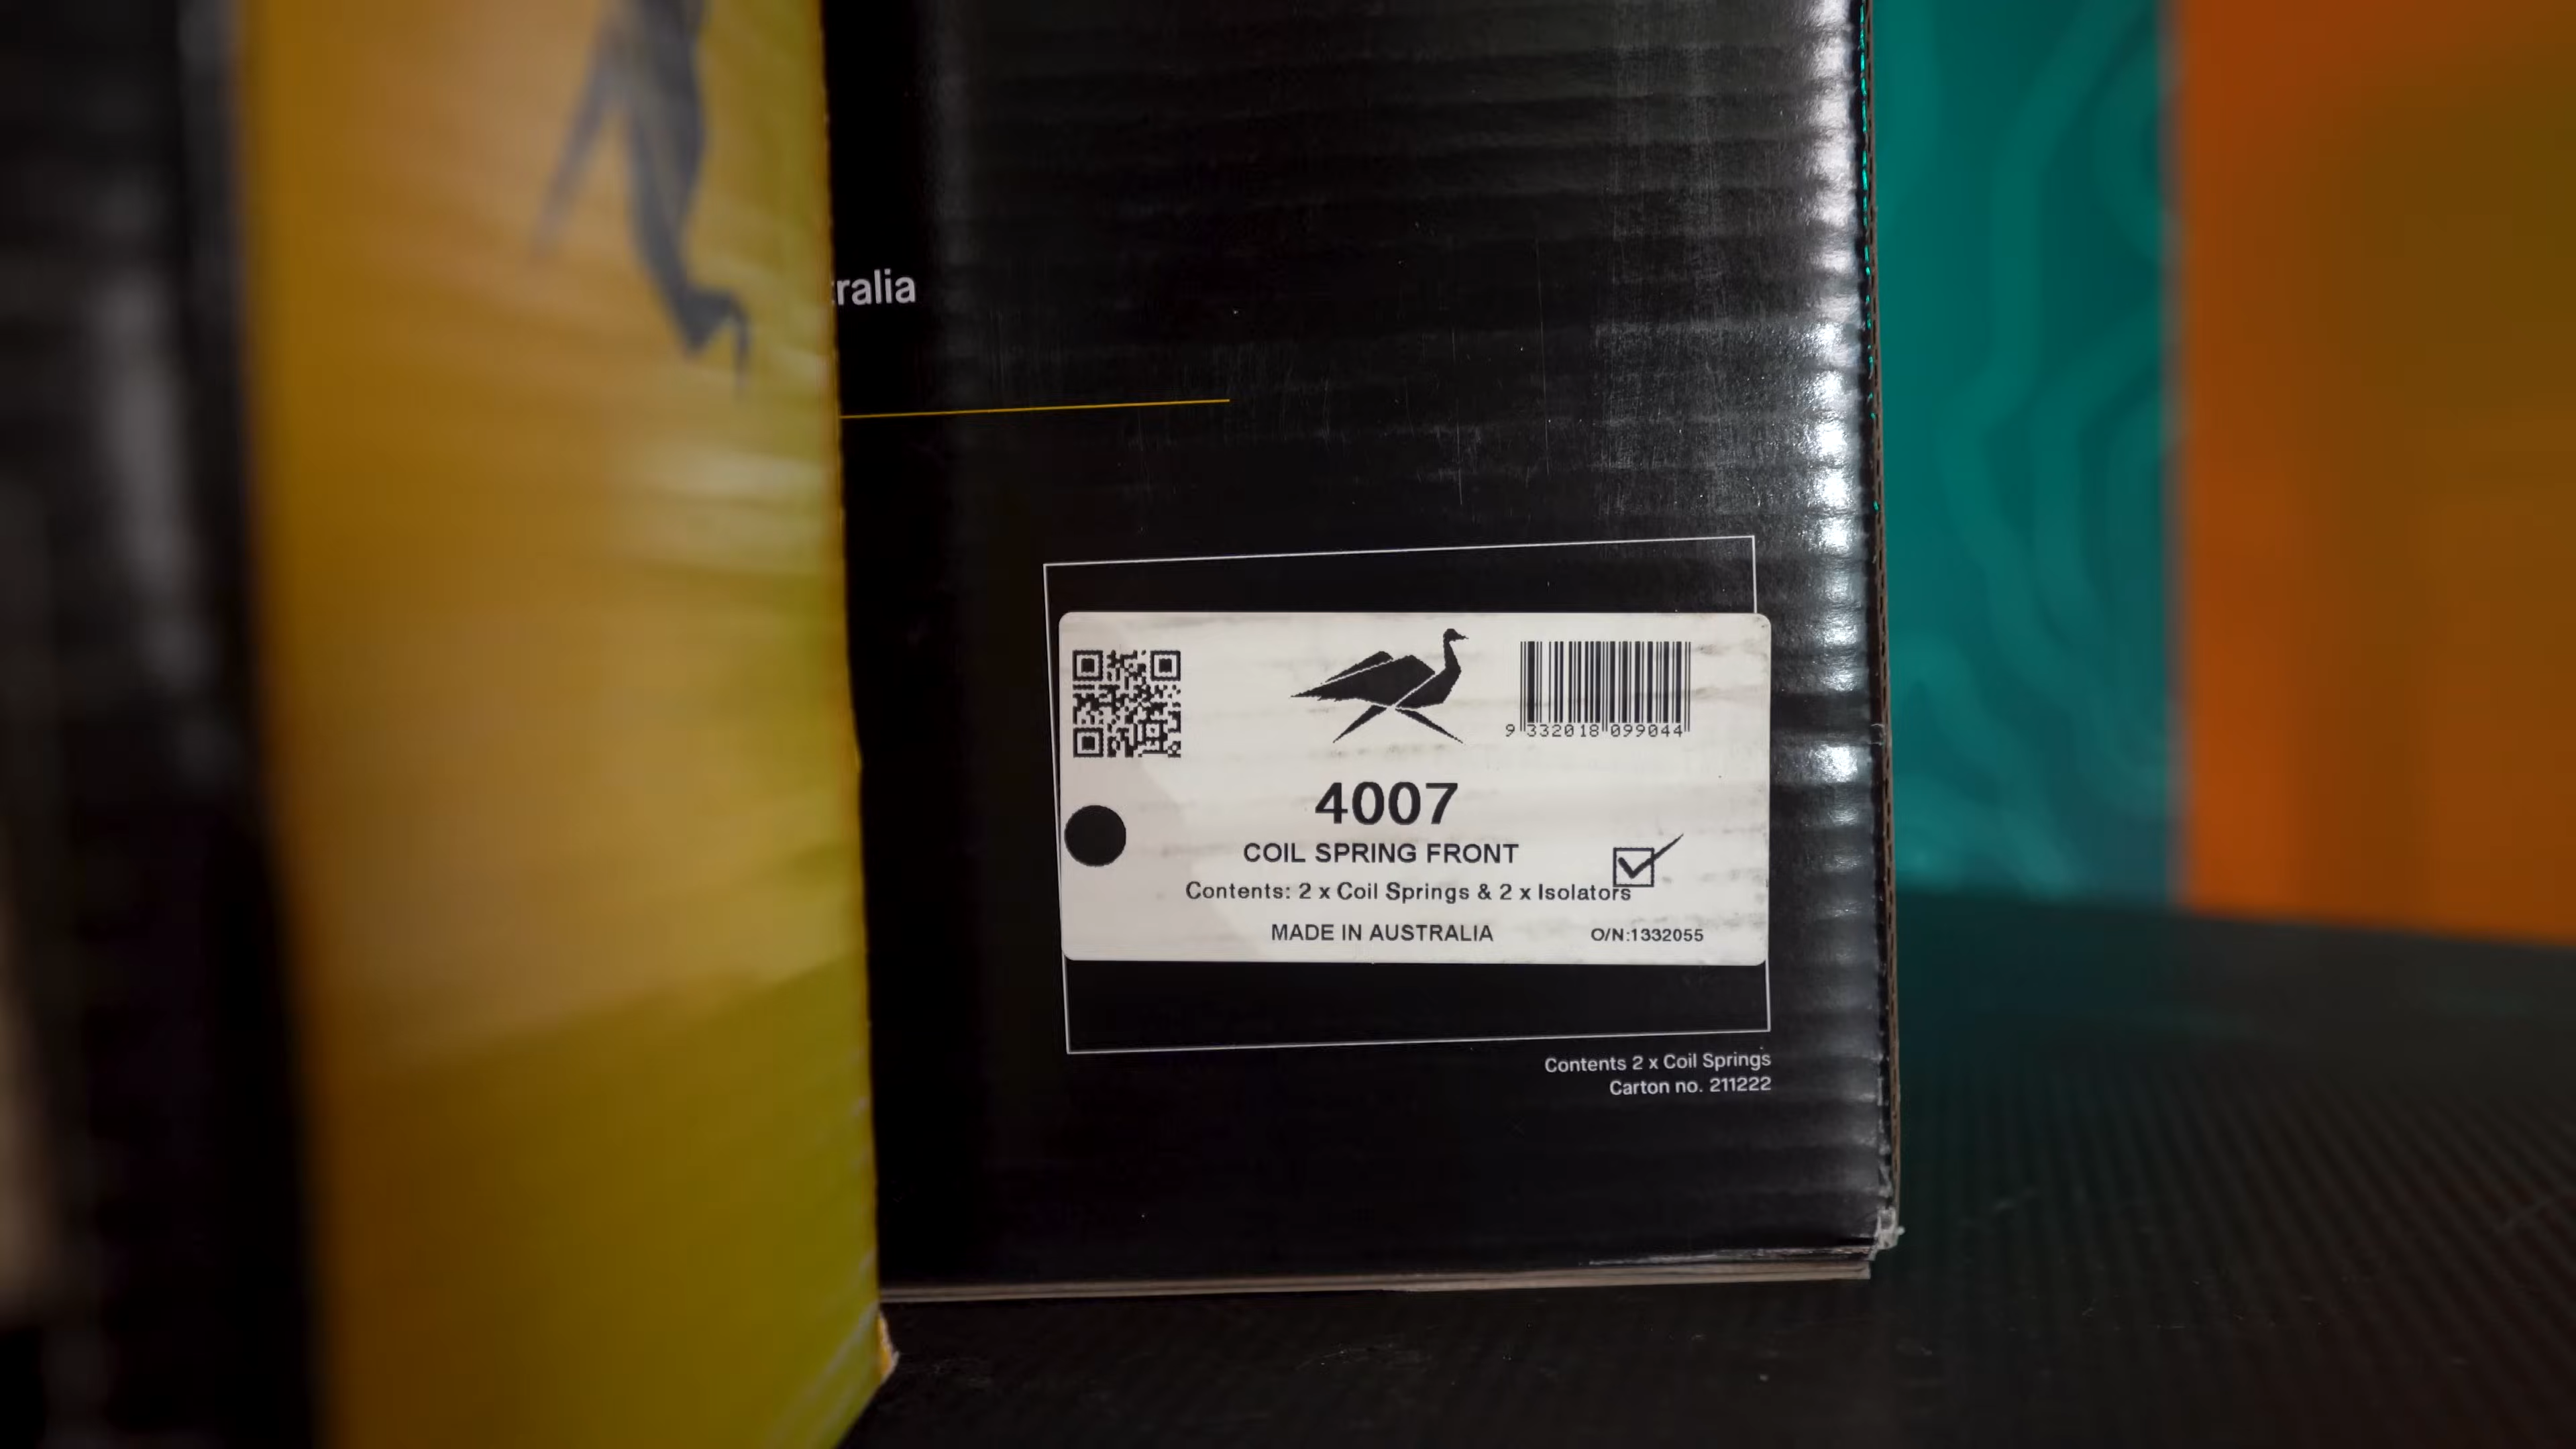 tralia
9 332018 099044
4007
COIL SPRING FRONT
Contents: 2 x Coil Springs & 2 x Isolators
MADE IN AUSTRALIA
O/N:1332055
Contents 2 x Coil Springs
Carton no. 211222